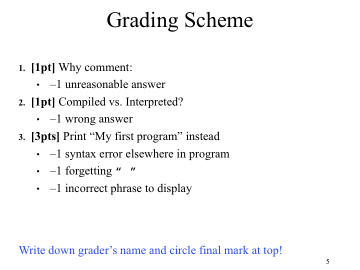 Grading Scheme
1. [1pt] Why comment:
• –1 unreasonable answer
2. [1pt] Compiled vs. Interpreted?
• –1 wrong answer
3. [3pts] Print “My first program” instead
• –1 syntax error elsewhere in program
• –1 forgetting “ ”
• –1 incorrect phrase to display
Write down grader’s name and circle final mark at top!
5